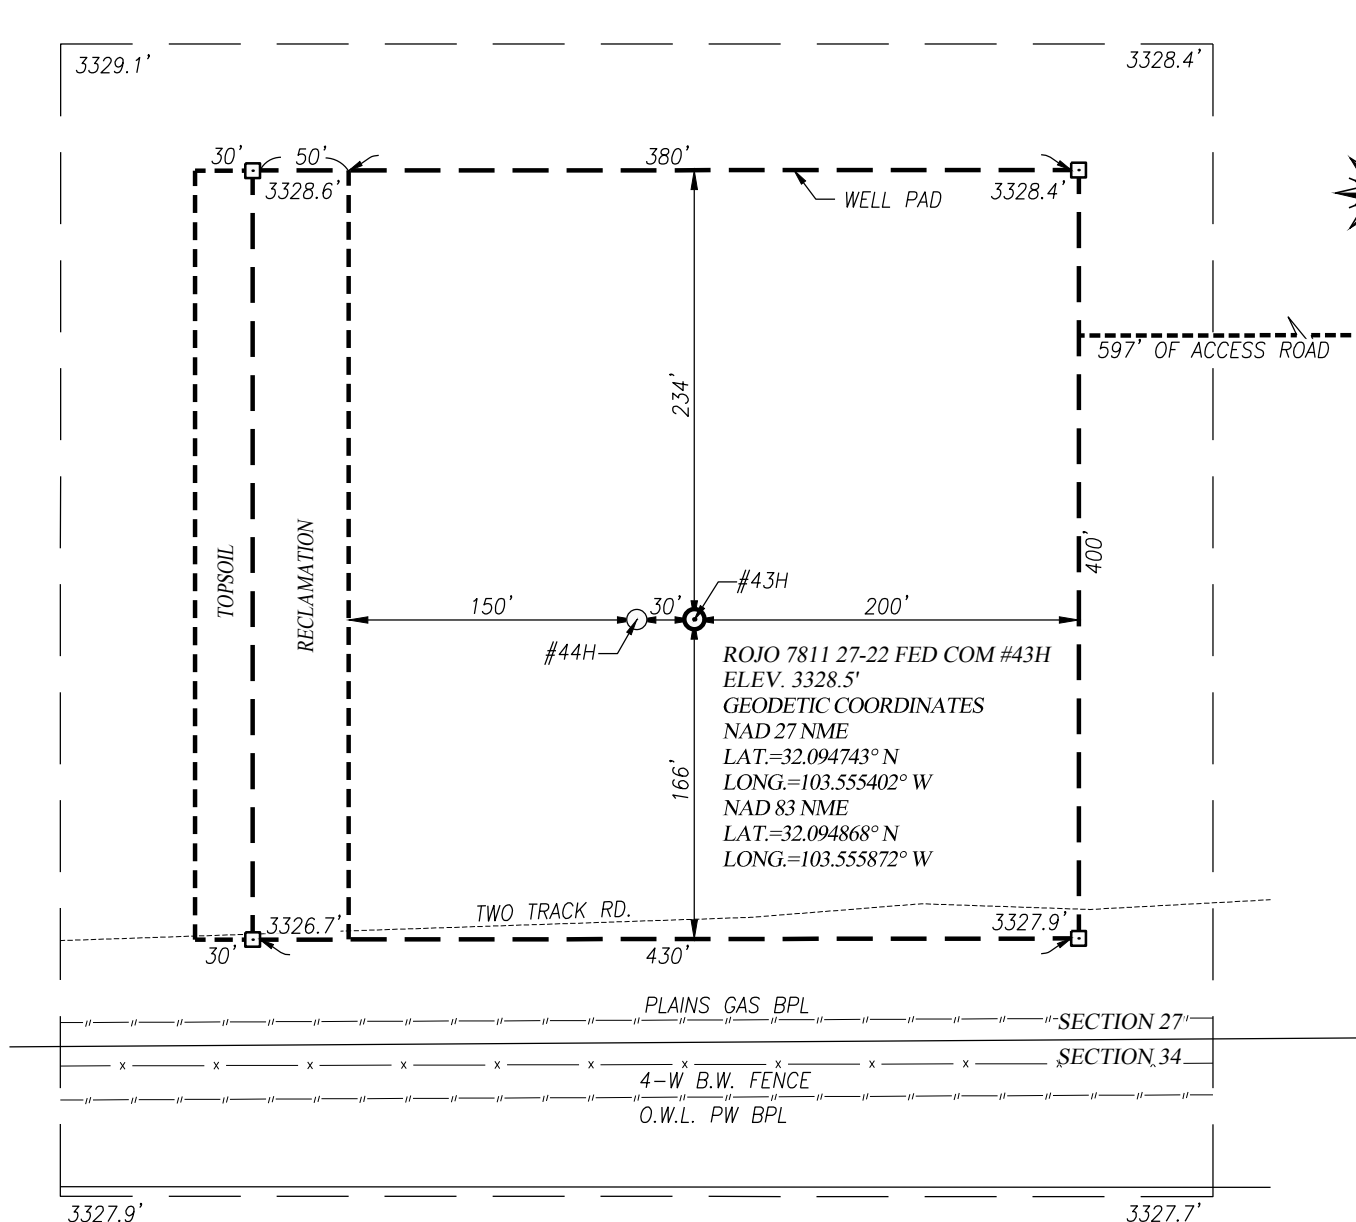 3329.1'
3328.4'
30'
50'
380'
3328.6'
3328.4'
WELL PAD
597' OF ACCESS ROAD
234'
400'
TOPSOIL
RECLAMATION
#43H
150'
30'
200'
#44H
ROJO 7811 27-22 FED COM #43H
ELEV. 3328.5'
GEODETIC COORDINATES
NAD 27 NME
LAT.=32.094743° N
LONG.=103.555402° W
NAD 83 NME
LAT.=32.094868° N
LONG.=103.555872° W
166'
TWO TRACK RD.
3326.7'
3327.9'
30'
430'
PLAINS GAS BPL
SECTION 27
SECTION 34
4-W B.W. FENCE
O.W.L. PW BPL
3327.9'
3327.7'